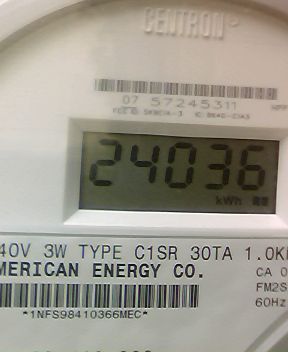 CENTRON®
07 57245311
24036
kWh
40V 3W TYPE C1SR 30TA 1.0K
MERICAN ENERGY CO.
CA 0
FM2S
60Hz
*1NFS98410366MEC*